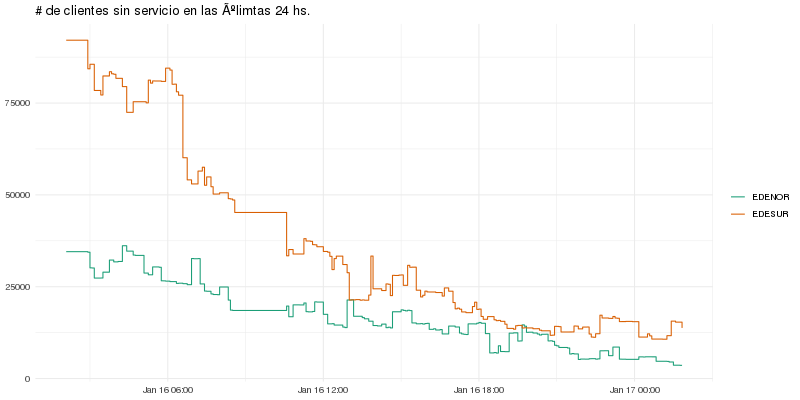 # de clientes sin servicio en las Ãºlimtas 24 hs.
75000
50000
25000
0
Jan 16 06:00
Jan 16 12:00
Jan 16 18:00
Jan 17 00:00
EDENOR
EDESUR